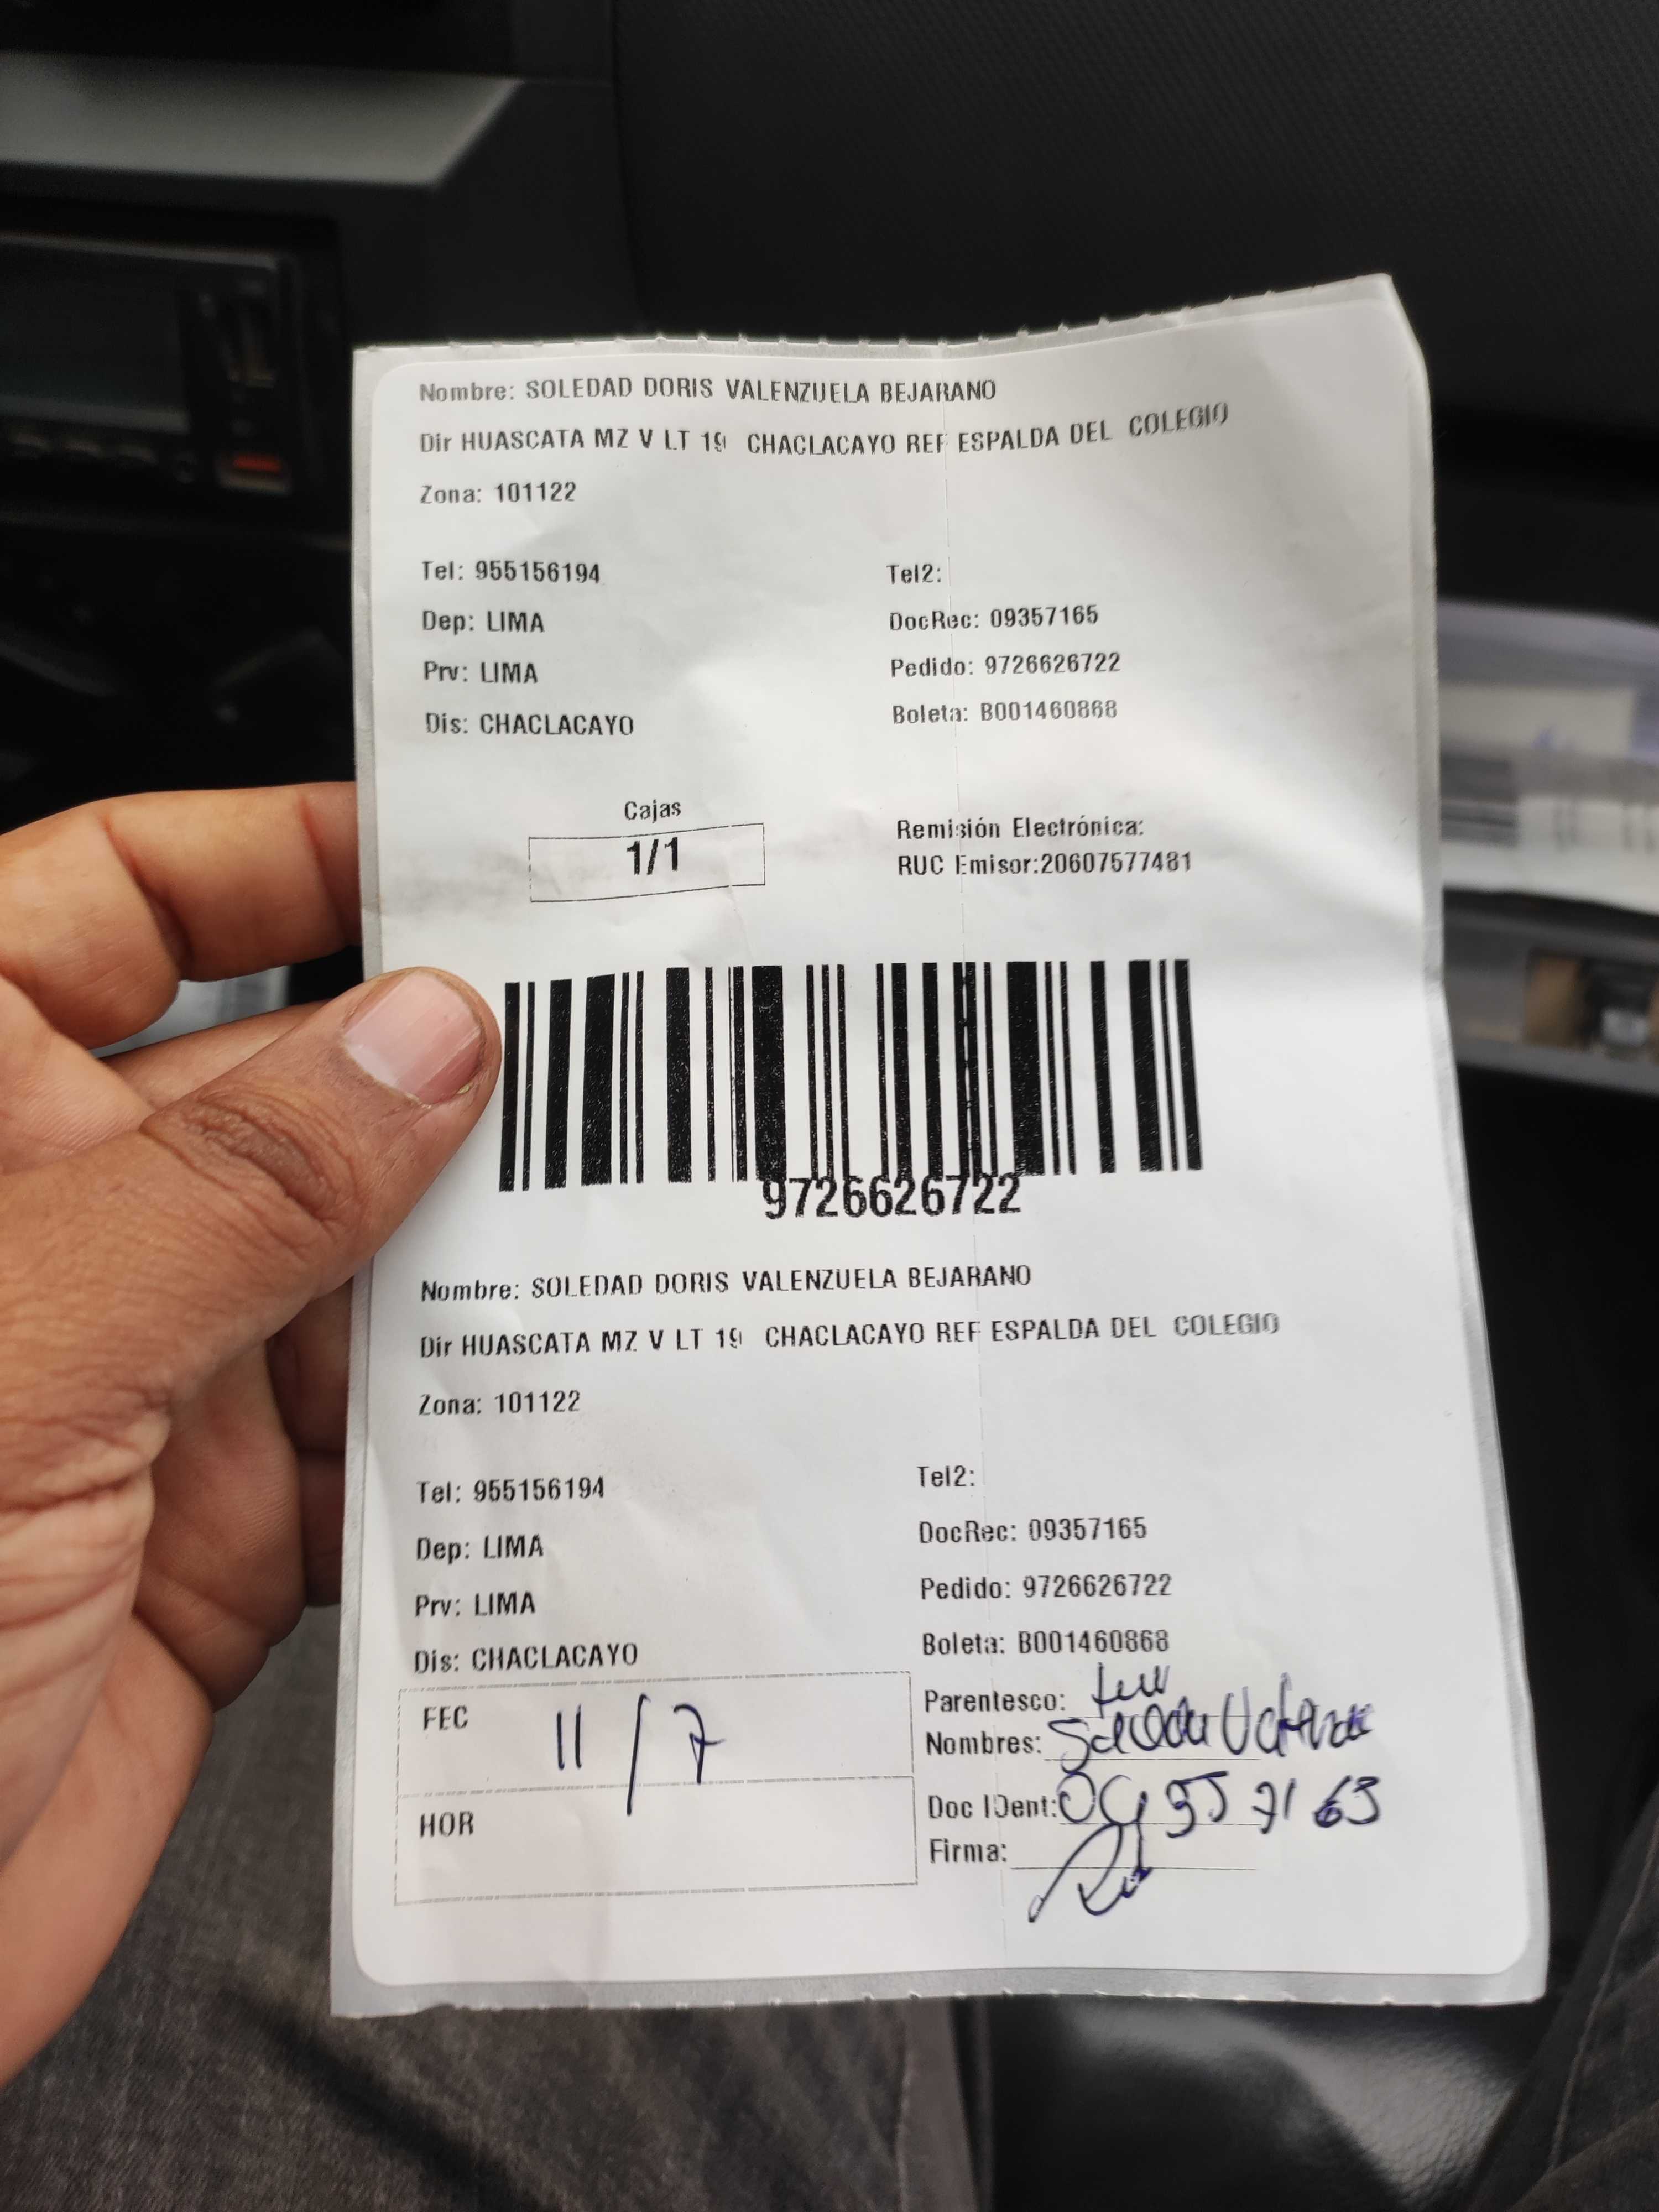 Nombre: SOLEDAD DORIS VALENZUELA BEJARANO
Dir HUASCATA MZ V LT 19 CHACLACAYO REF ESPALDA DEL COLEGIO
Zona: 101122
Tel: 955156194 Tel2:
Dep: LIMA DocRec: 09357165
Prv: LIMA Pedido: 9726626722
Dis: CHACLACAYO Boleta: B001460868
Cajas
1/1
Remisión Electrónica:
RUC Emisor:20607577481
9726626722
Nombre: SOLEDAD DORIS VALENZUELA BEJARANO
Dir HUASCATA MZ V LT 19 CHACLACAYO REF ESPALDA DEL COLEGIO
Zona: 101122
Tel: 955156194 Tel2:
Dep: LIMA DocRec: 09357165
Prv: LIMA Pedido: 9726626722
Dis: CHACLACAYO Boleta: B001460868
FEC 11/7
HOR
Parentesco:
Nombres:
Doc IDent:
Firma: